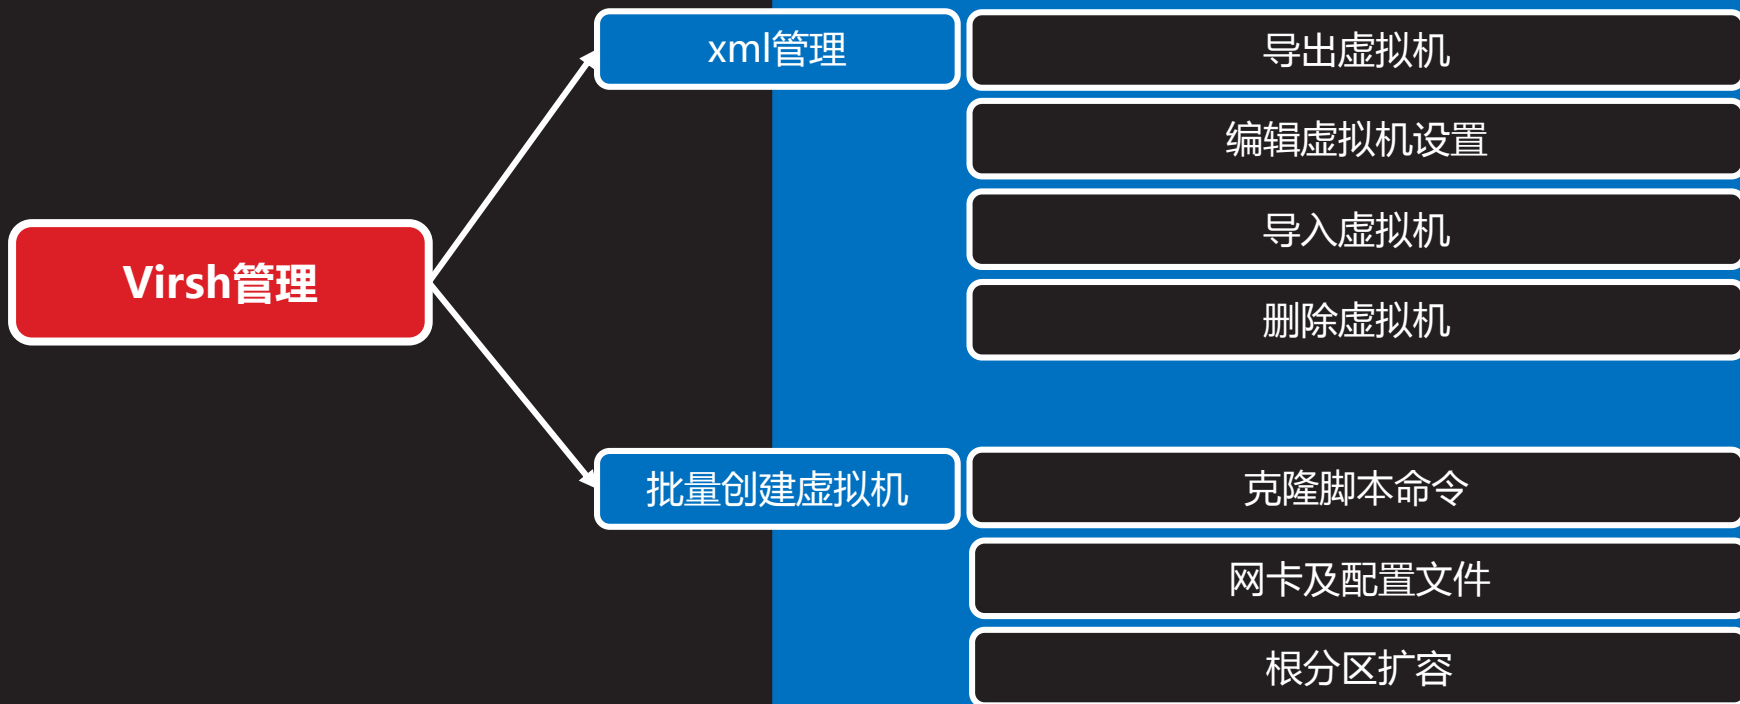 Virsh管理
xml管理
导出虚拟机
编辑虚拟机设置
导入虚拟机
删除虚拟机
批量创建虚拟机
克隆脚本命令
网卡及配置文件
根分区扩容